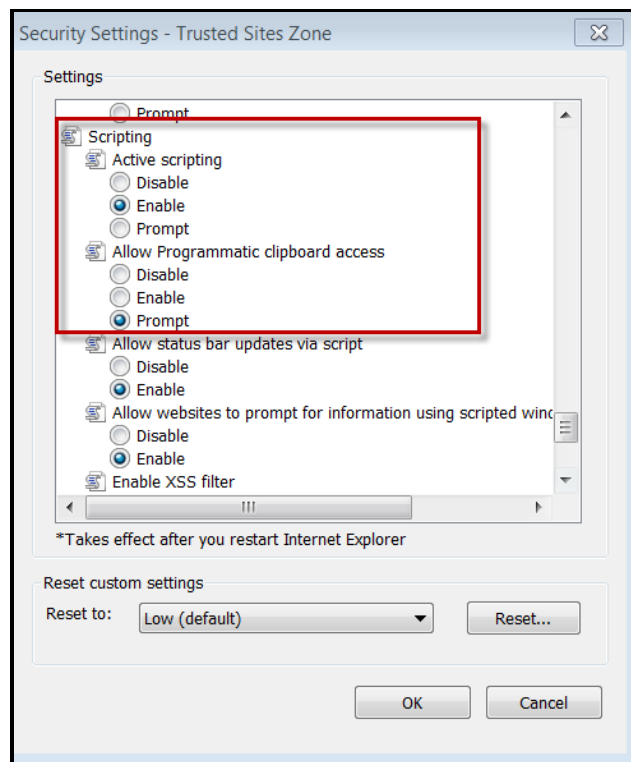 Security Settings - Trusted Sites Zone
Settings
Prompt
Scripting
Active scripting
Disable
Enable
Prompt
Allow Programmatic clipboard access
Disable
Enable
Prompt
Allow status bar updates via script
Disable
Enable
Allow websites to prompt for information using scripted winc
Disable
Enable
Enable XSS filter
*Takes effect after you restart Internet Explorer
Reset custom settings
Reset to: Low (default) Reset...
OK Cancel